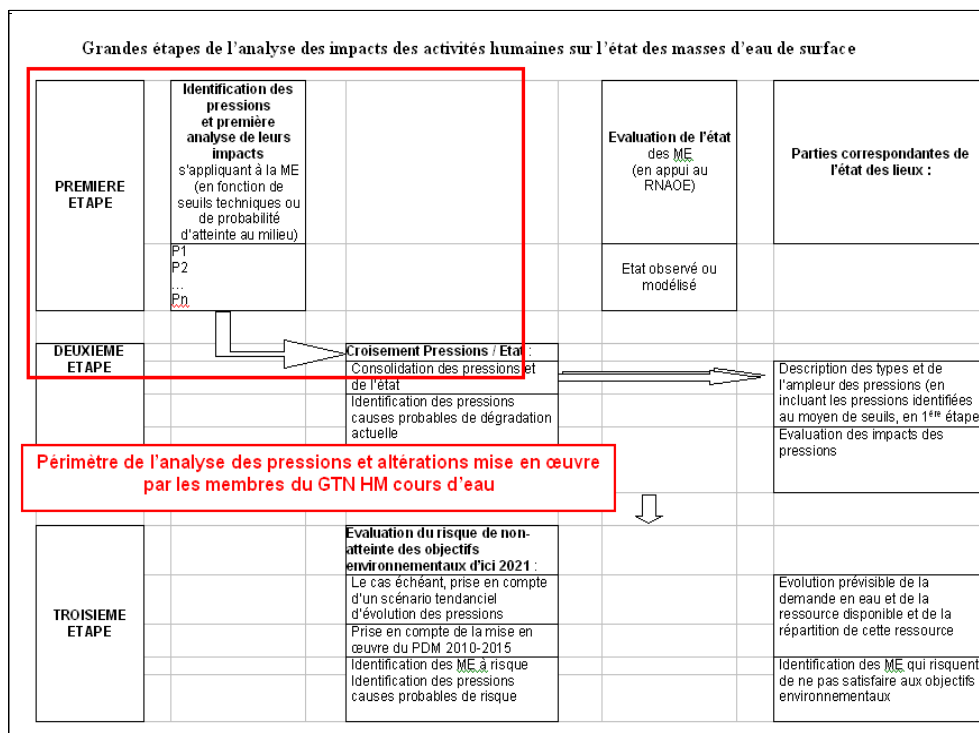 Grandes étapes de l'analyse des impacts des activités humaines sur l'état des masses d'eau de surface
PREMIERE
ETAPE
Identification des
pressions
et première
analyse de leurs
impacts
s'appliquant à la ME
(en fonction de
seuils techniques ou
de probabilité
d'atteinte au milieu)
P1
P2
...
Pn
Evaluation de l'état
des ME
(en appui au
RNAOE)
Etat observé ou
modélisé
Parties correspondantes de
l'état des lieux :
DEUXIEME
ETAPE
Croisement Pressions / Etat :
Consolidation des pressions et
de l'état
Identification des pressions
causes probables de dégradation
actuelle
Description des types et de
l'ampleur des pressions (en
incluant les pressions identifiées
au moyen de seuils, en 1ère étape
Evaluation des impacts des
pressions
Périmètre de l'analyse des pressions et altérations mise en œuvre
par les membres du GTN HM cours d'eau
TROISIEME
ETAPE
Evaluation du risque de non-
atteinte des objectifs
environnementaux d'ici 2021 :
Le cas échéant, prise en compte
d'un scénario tendanciel
d'évolution des pressions
Prise en compte de la mise en
œuvre du PDM 2010-2015
Identification des ME à risque
Identification des pressions
causes probables de risque
Evolution prévisible de la
demande en eau et de la
ressource disponible et de la
répartition de cette ressource
Identification des ME qui risquent
de ne pas satisfaire aux objectifs
environnementaux